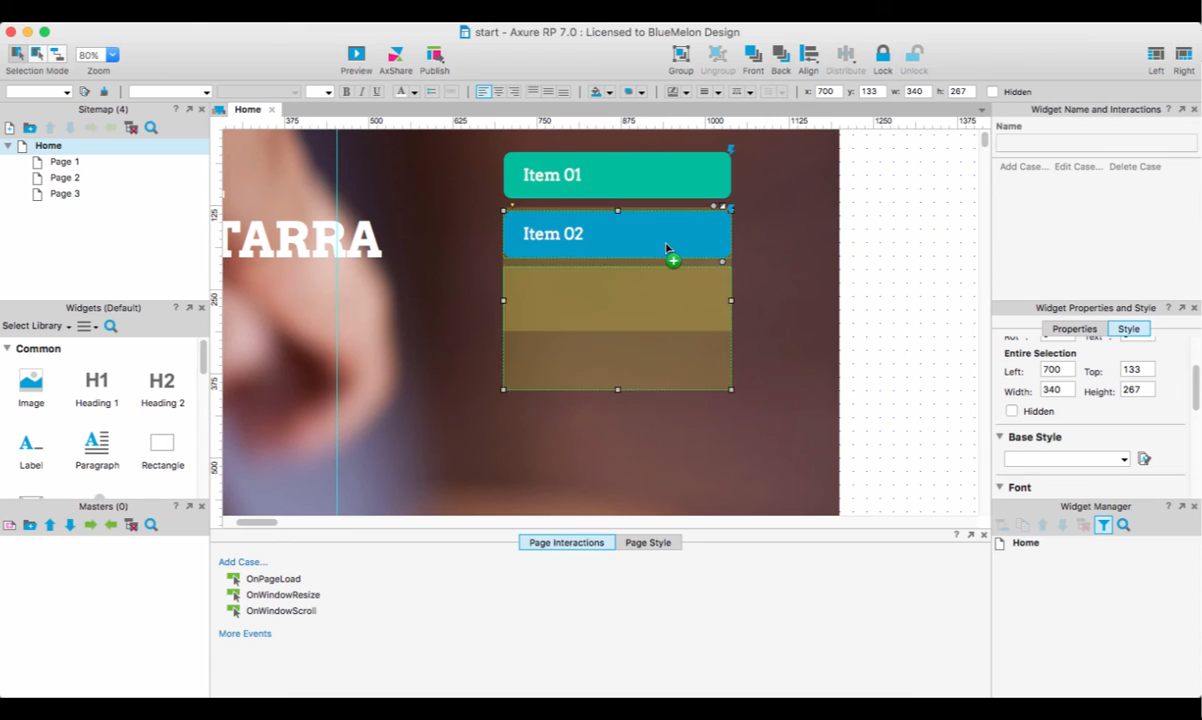 start - Axure RP 7.0 : Licensed to BlueMelon Design
80%
Selection Mode Zoom Preview AxShare Publish Group Ungroup Front Back Align Distribute Lock Unlock Left Right
B I U A x: 700 y: 133 w: 340 h: 267 Hidden
Sitemap (4) ?
Home
Page 1
Page 2
Page 3
Widgets (Default) ?
Select Library
Common
H1 H2
Image Heading 1 Heading 2
A_ A
Label Paragraph Rectangle
Masters (0) ?
Home
375 500 625 750 875 1000 1125 1250 1375
125
250
375
500
Item 01
TARRA
Item 02
?
Page Interactions Page Style
Add Case...
OnPageLoad
OnWindowResize
OnWindowScroll
More Events
Widget Name and Interactions ?
Name
Add Case... Edit Case... Delete Case
Widget Properties and Style ?
Properties Style
Entire Selection
Left: 700 Top: 133
Width: 340 Height: 267
Hidden
Base Style
Font
Widget Manager ?
Home